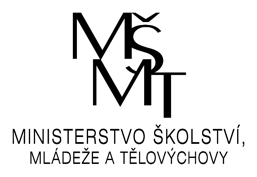 MŠ
MT
MINISTERSTVO ŠKOLSTVÍ,
MLÁDEŽE A TĚLOVÝCHOVY